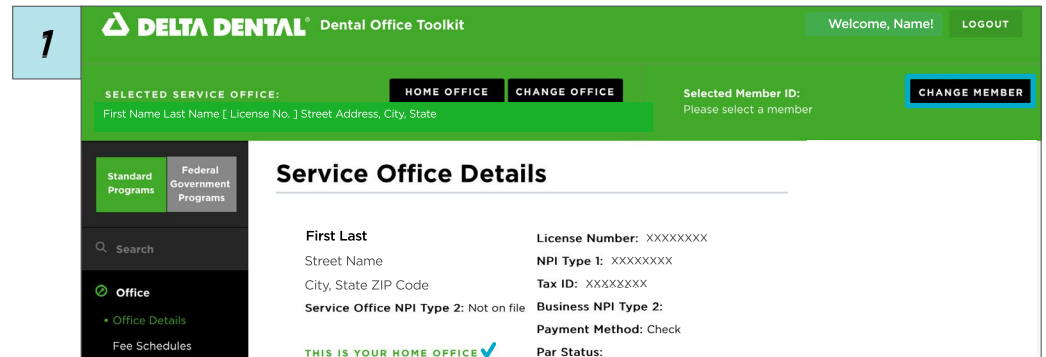 1
DELTA DENTAL® Dental Office Toolkit
Welcome, Name!
LOGOUT
SELECTED SERVICE OFFICE:
HOME OFFICE
CHANGE OFFICE
First Name Last Name [ License No. ] Street Address, City, State
Selected Member ID:
Please select a member
CHANGE MEMBER
Standard
Programs
Federal
Government
Programs
Search
Office
• Office Details
Fee Schedules
Service Office Details
First Last
Street Name
City, State ZIP Code
Service Office NPI Type 2: Not on file
THIS IS YOUR HOME OFFICE
License Number: XXXXXXXX
NPI Type 1: XXXXXXXX
Tax ID: XXXXXXXX
Business NPI Type 2:
Payment Method: Check
Par Status: